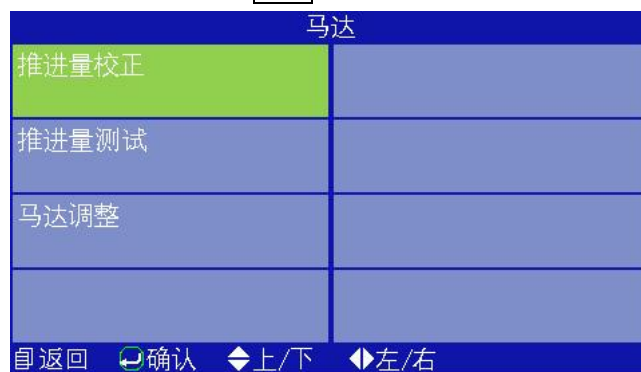 马达
推进量校正
推进量测试
马达调整
返回 确认 上/下 左/右